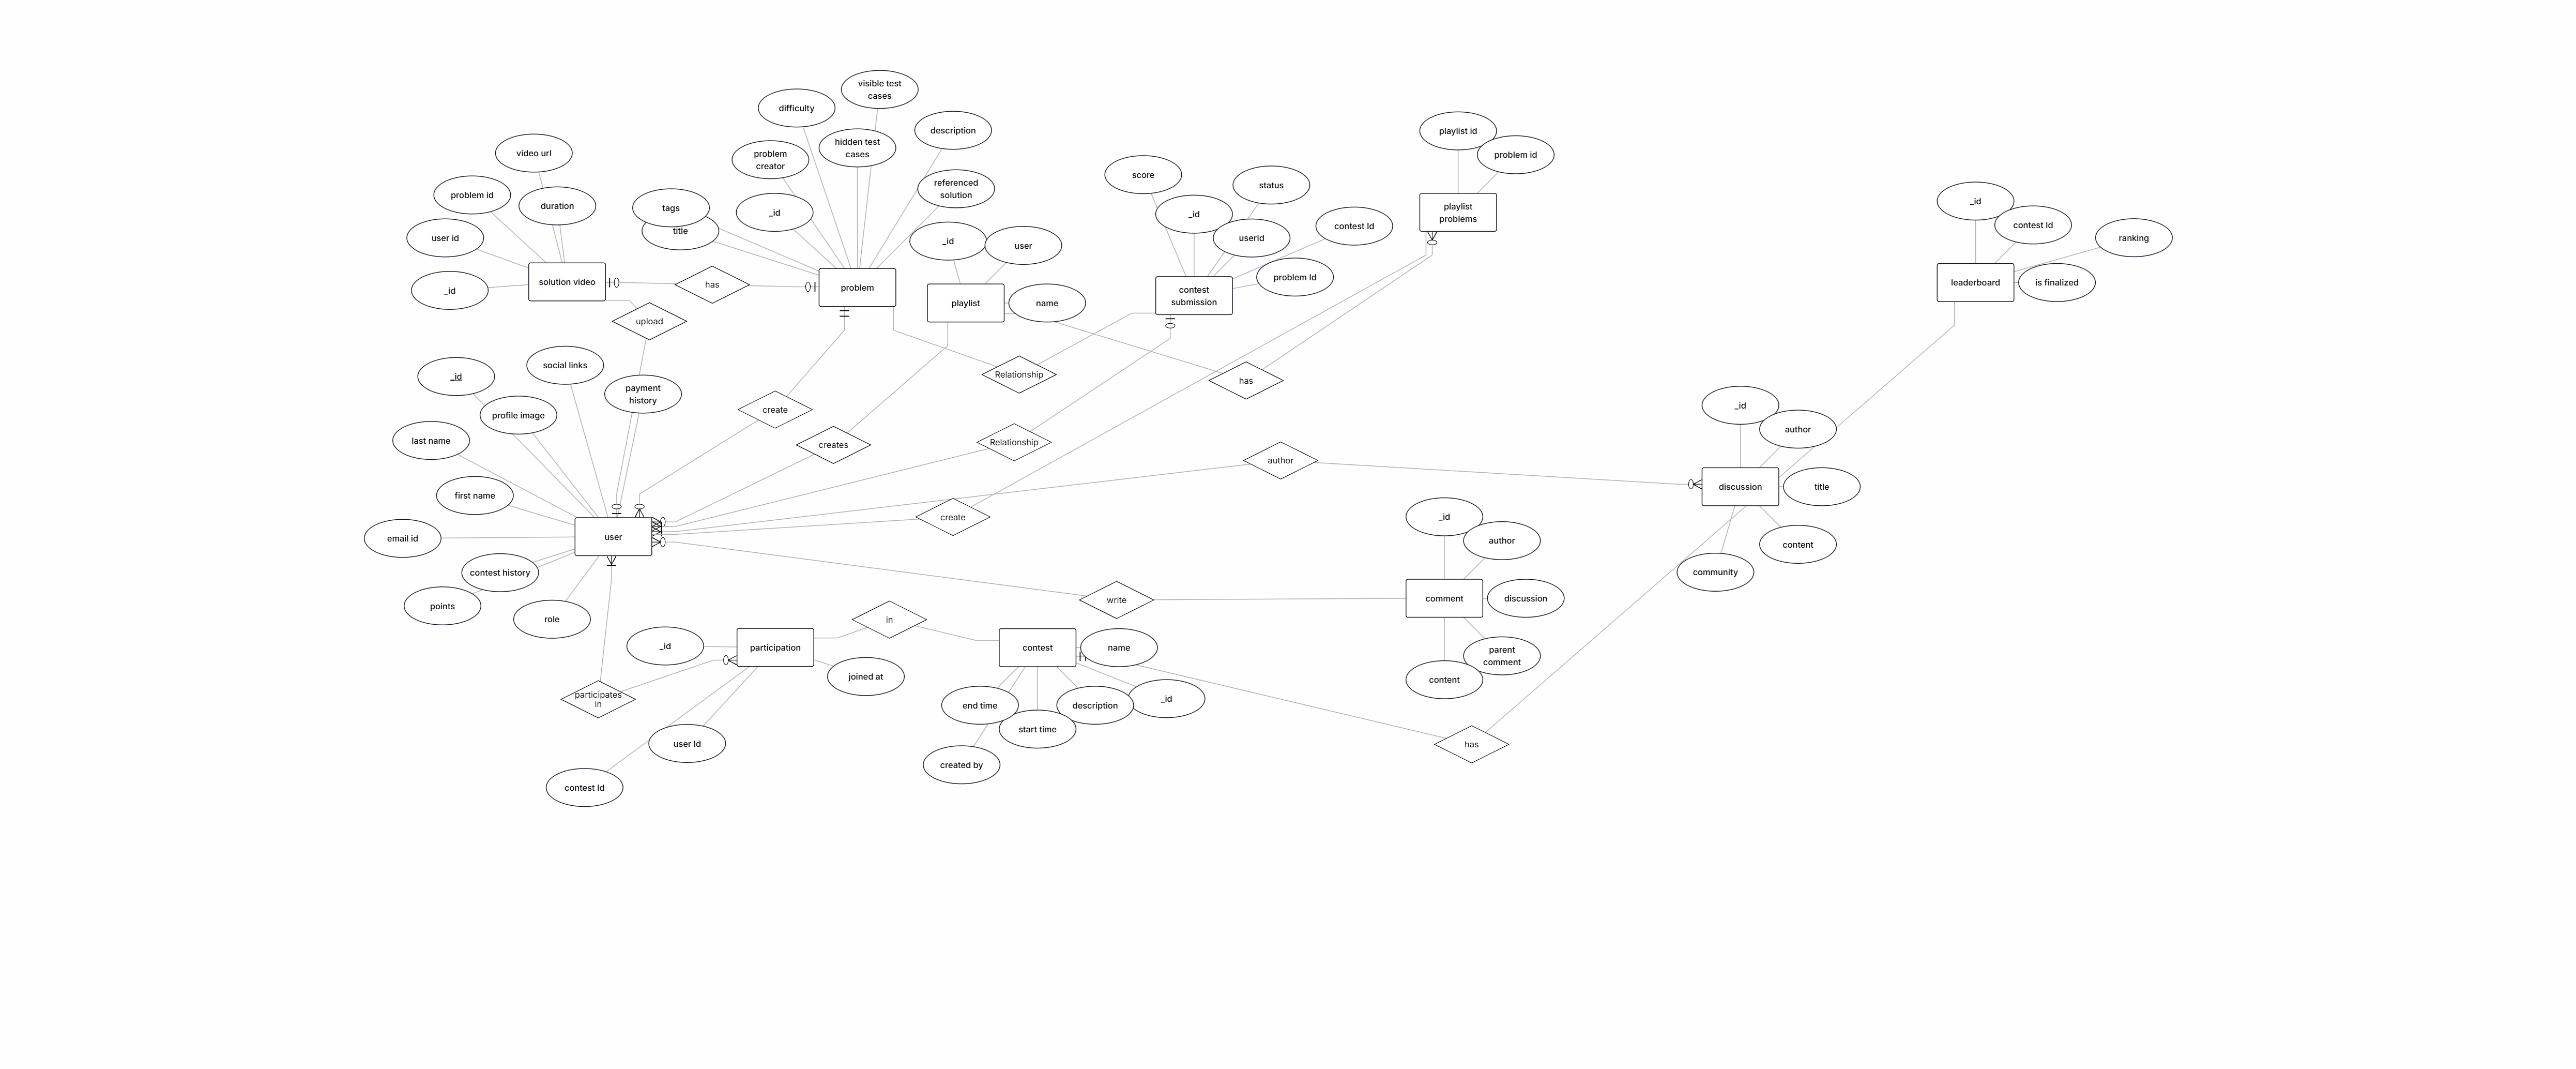 visible test
cases
difficulty
description
hidden test
cases
playlist id
video url
problem
creator
problem id
score
referenced
solution
status
problem id
duration
tags
title
_id
_id
_id
playlist
problems
contest Id
contest Id
user id
_id
user
userId
ranking
solution video
has
problem
problem Id
leaderboard
is finalized
_id
playlist
name
contest
submission
upload
social links
_id
Relationship
has
payment
history
profile image
create
_id
author
last name
creates
Relationship
author
first name
discussion
title
create
_id
email id
user
author
content
contest history
community
points
write
comment
discussion
role
in
_id
participation
contest
name
parent
comment
joined at
content
participates
in
end time
description
_id
start time
user Id
has
created by
contest Id